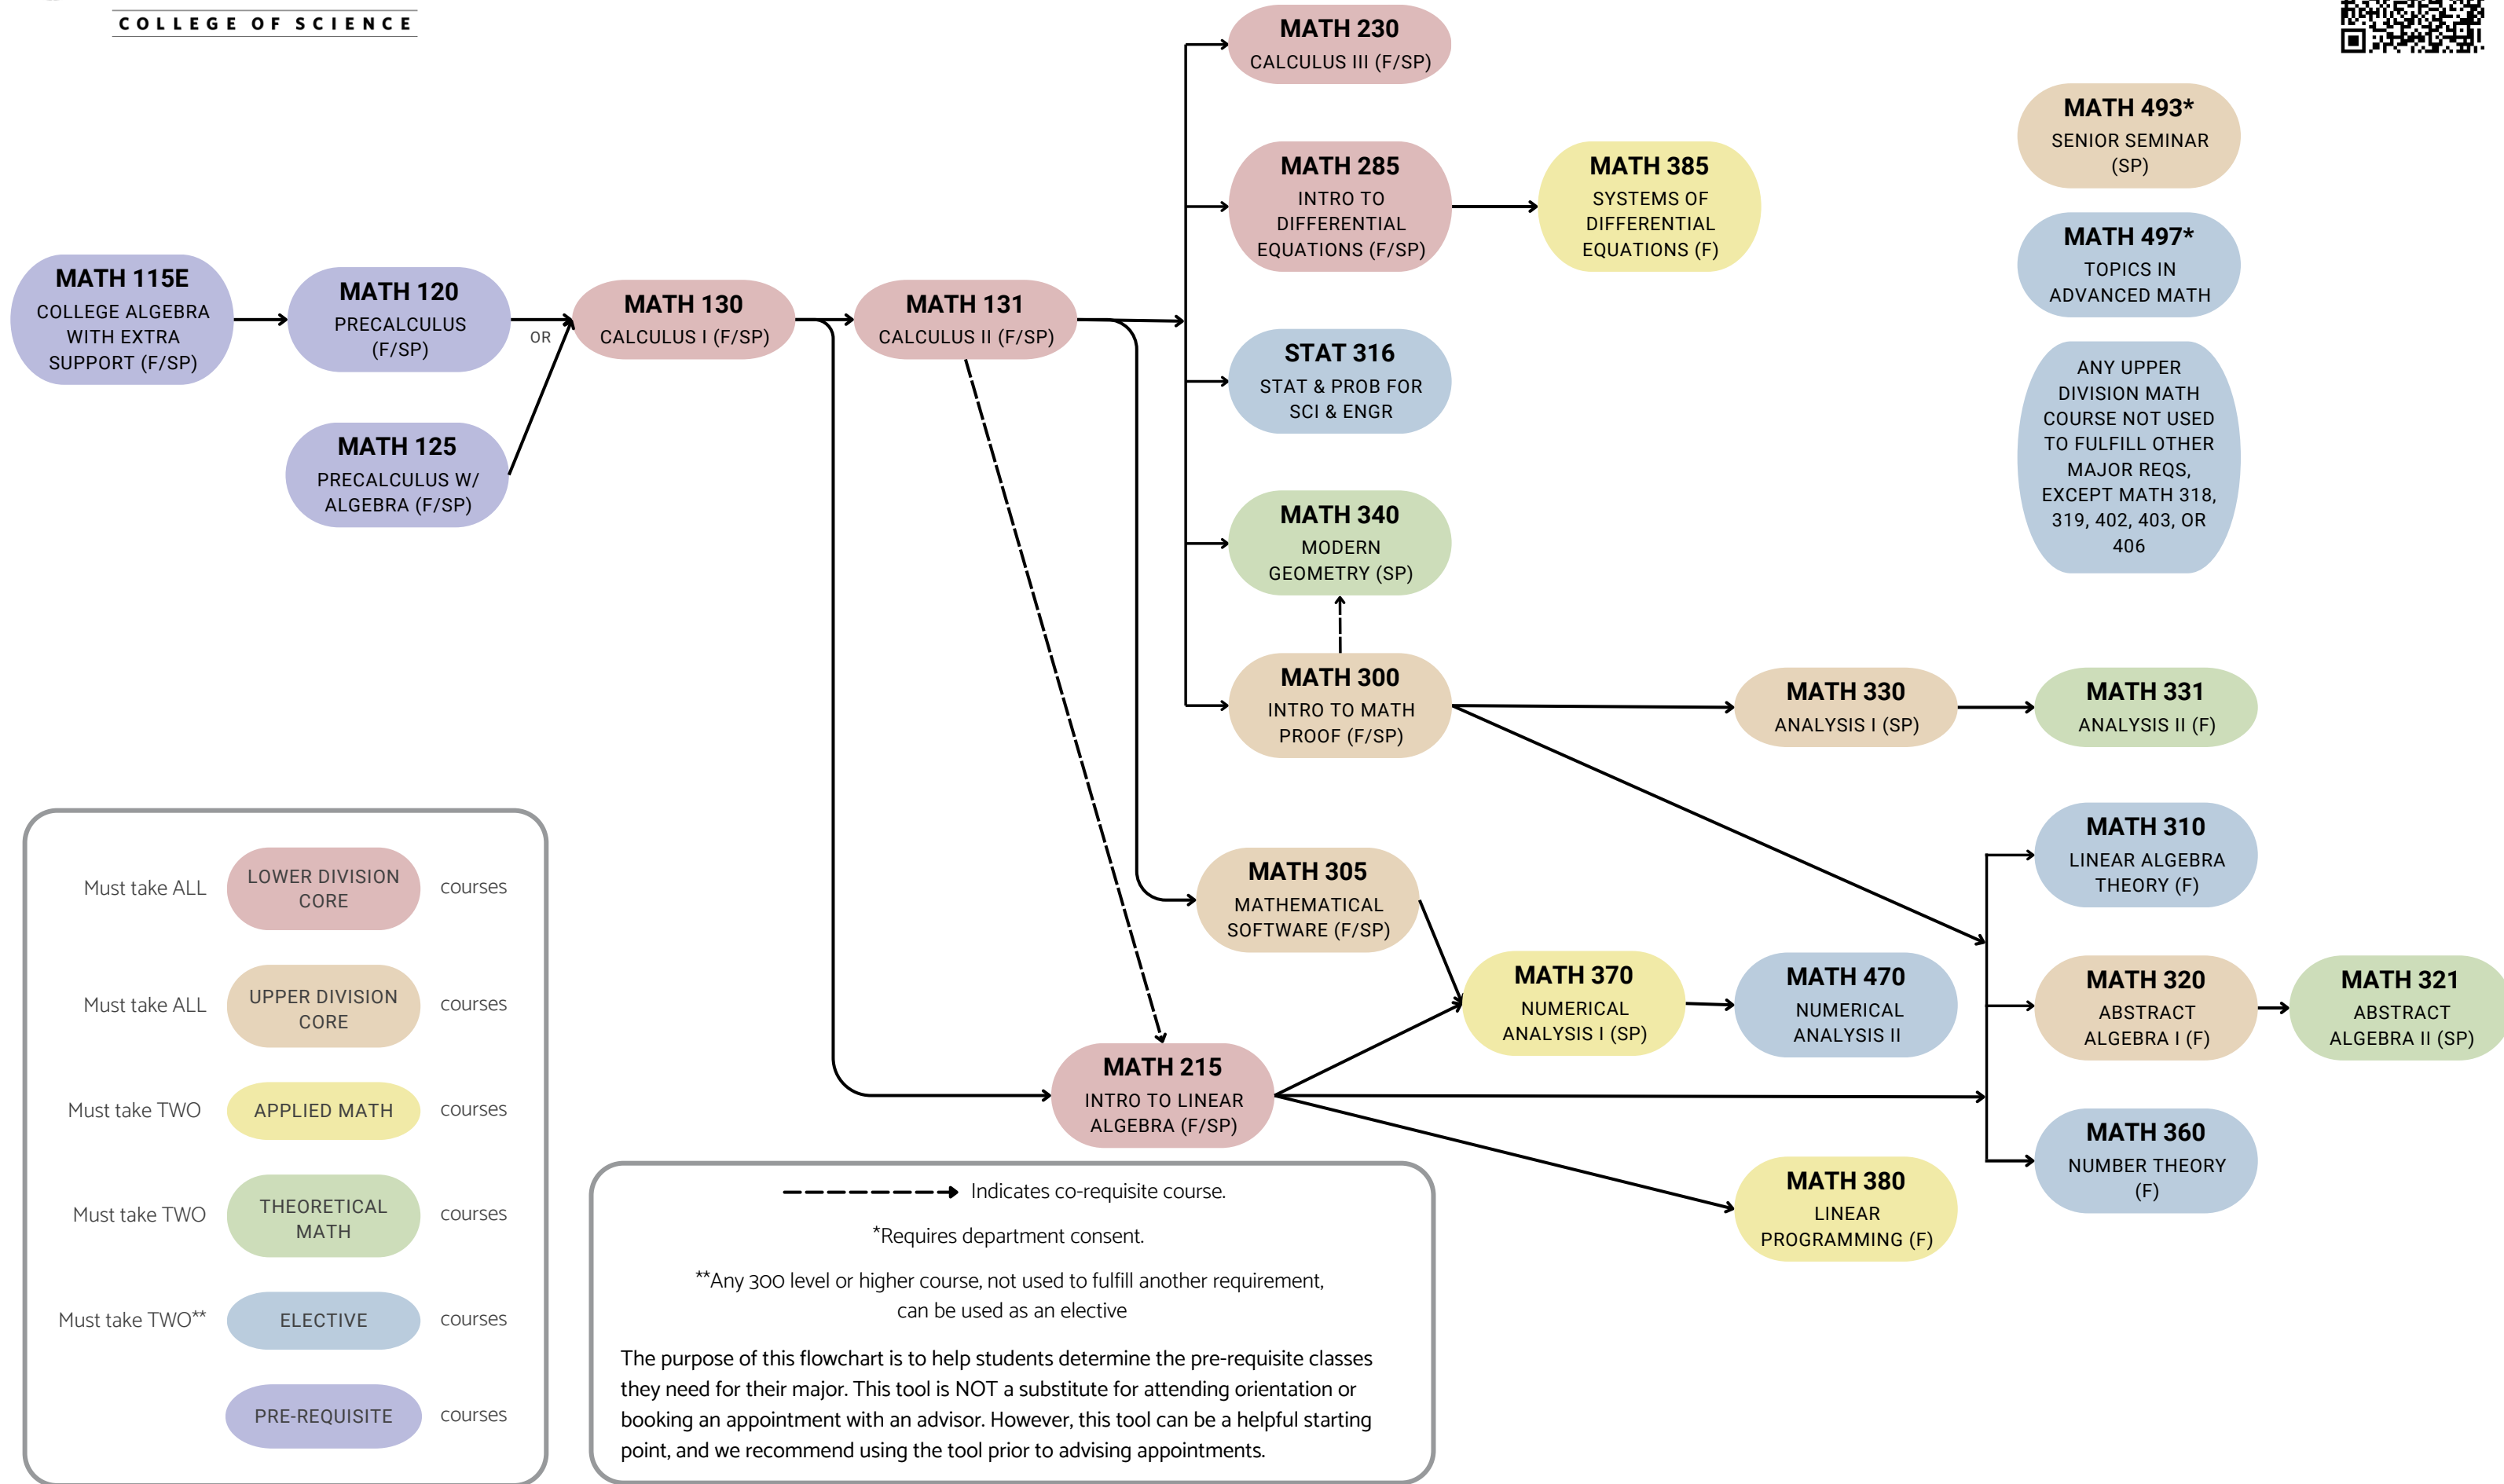 COLLEGE OF SCIENCE
MATH 230
CALCULUS III (F/SP)
MATH 493*
SENIOR SEMINAR
(SP)
MATH 285
INTRO TO
DIFFERENTIAL
EQUATIONS (F/SP)
MATH 385
SYSTEMS OF
DIFFERENTIAL
EQUATIONS (F)
MATH 497*
TOPICS IN
ADVANCED MATH
MATH 115E
COLLEGE ALGEBRA
WITH EXTRA
SUPPORT (F/SP)
MATH 120
PRECALCULUS
(F/SP)
OR
MATH 130
CALCULUS I (F/SP)
MATH 131
CALCULUS II (F/SP)
STAT 316
STAT & PROB FOR
SCI & ENGR
ANY UPPER
DIVISION MATH
COURSE NOT USED
TO FULFILL OTHER
MAJOR REQS,
EXCEPT MATH 318,
319, 402, 403, OR
406
MATH 125
PRECALCULUS W/
ALGEBRA (F/SP)
MATH 340
MODERN
GEOMETRY (SP)
MATH 300
INTRO TO MATH
PROOF (F/SP)
MATH 330
ANALYSIS I (SP)
MATH 331
ANALYSIS II (F)
MATH 310
LINEAR ALGEBRA
THEORY (F)
MATH 305
MATHEMATICAL
SOFTWARE (F/SP)
MATH 370
NUMERICAL
ANALYSIS I (SP)
MATH 470
NUMERICAL
ANALYSIS II
MATH 320
ABSTRACT
ALGEBRA I (F)
MATH 321
ABSTRACT
ALGEBRA II (SP)
MATH 215
INTRO TO LINEAR
ALGEBRA (F/SP)
MATH 360
NUMBER THEORY
(F)
MATH 380
LINEAR
PROGRAMMING (F)
Must take ALL LOWER DIVISION CORE courses
Must take ALL UPPER DIVISION CORE courses
Must take TWO APPLIED MATH courses
Must take TWO THEORETICAL MATH courses
Must take TWO** ELECTIVE courses
PRE-REQUISITE courses
Indicates co-requisite course.
*Requires department consent.
**Any 300 level or higher course, not used to fulfill another requirement,
can be used as an elective
The purpose of this flowchart is to help students determine the pre-requisite classes
they need for their major. This tool is NOT a substitute for attending orientation or
booking an appointment with an advisor. However, this tool can be a helpful starting
point, and we recommend using the tool prior to advising appointments.